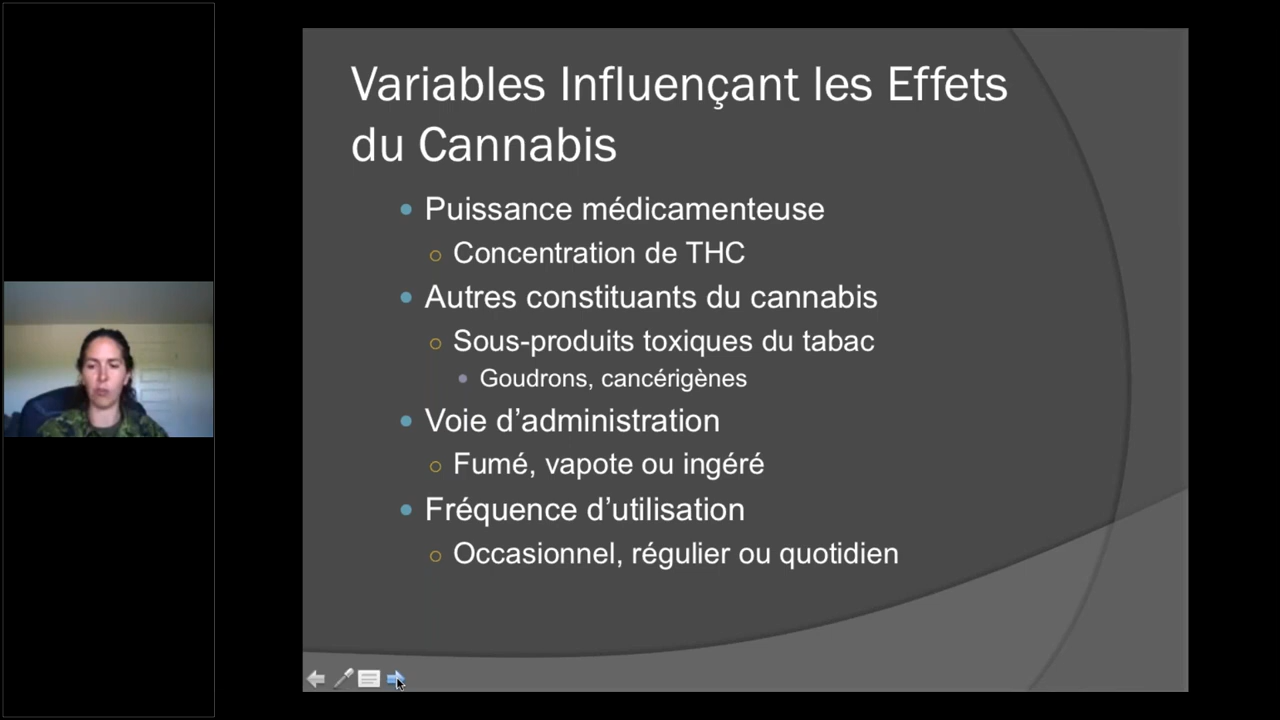 Variables Influençant les Effets
du Cannabis
Puissance médicamenteuse
Concentration de THC
Autres constituants du cannabis
Sous-produits toxiques du tabac
Goudrons, cancérigènes
Voie d’administration
Fumé, vapote ou ingéré
Fréquence d’utilisation
Occasionnel, régulier ou quotidien